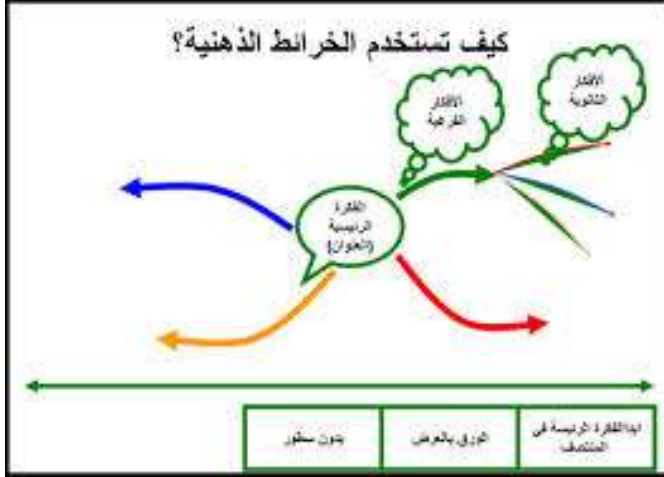 كيف تستخدم الخرائط الذهنية؟
الأفكار
الفرعية
الأفكار
الثانوية
الفكرة
الرئيسية
(العنوان)
ابدأ الفكرة الرئيسة في
المنتصف
الورق بالعرض
بدون سطور